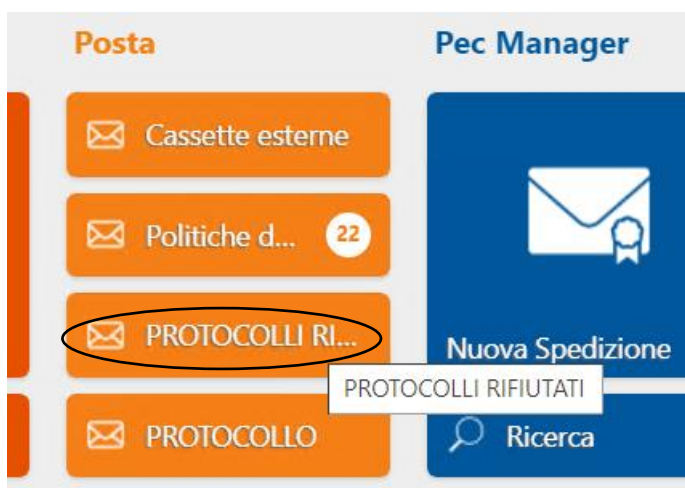 Posta
Cassette esterne
Politiche d... 22
PROTOCOLLI RI...
PROTOCOLLI RIFIUTATI
PROTOCOLLO
Pec Manager
Nuova Spedizione
Ricerca